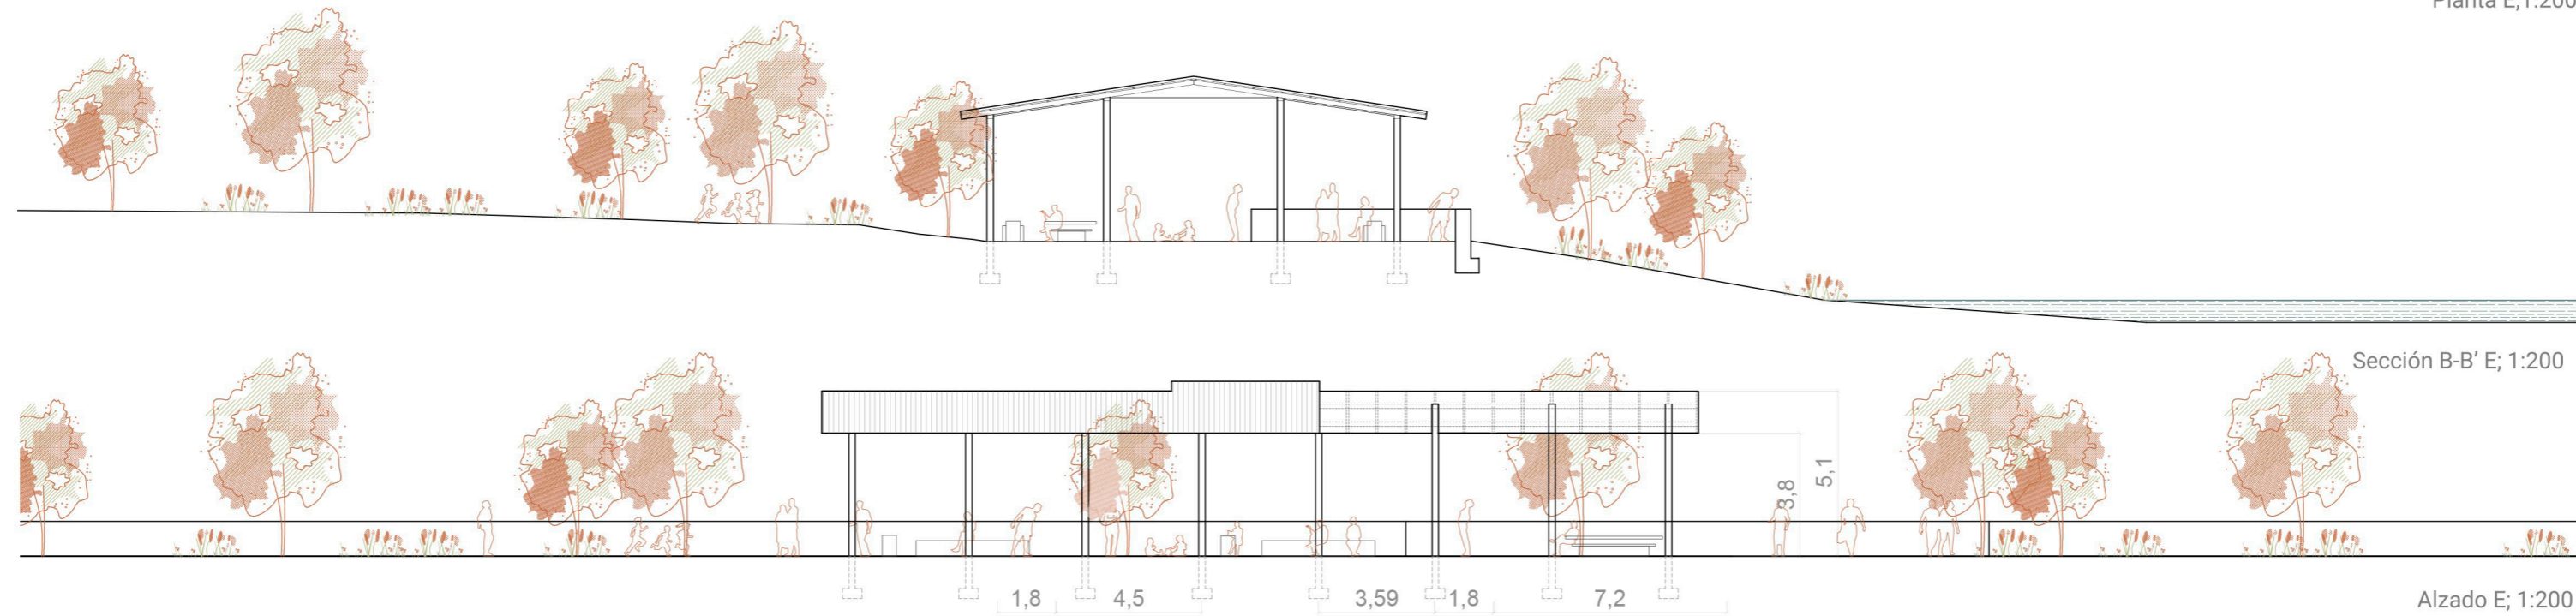 Planta E;1:200
Sección B-B' E; 1:200
3,8
5,1
1,8
4,5
3,59
1,8
7,2
Alzado E; 1:200